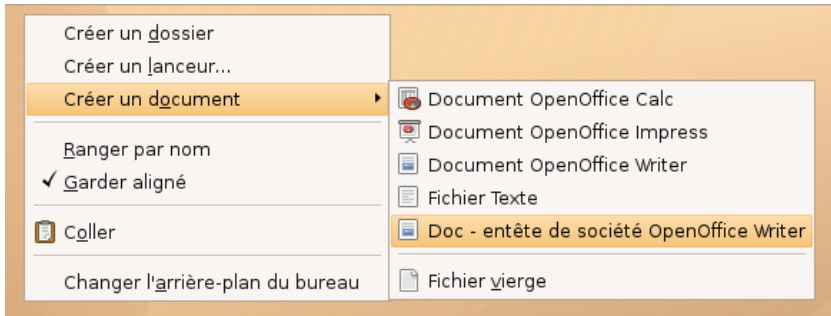 Créer un dossier
Créer un lanceur...
Créer un document
Ranger par nom
Garder aligné
Coller
Changer l'arrière-plan du bureau
Document OpenOffice Calc
Document OpenOffice Impress
Document OpenOffice Writer
Fichier Texte
Doc - entête de société OpenOffice Writer
Fichier vierge